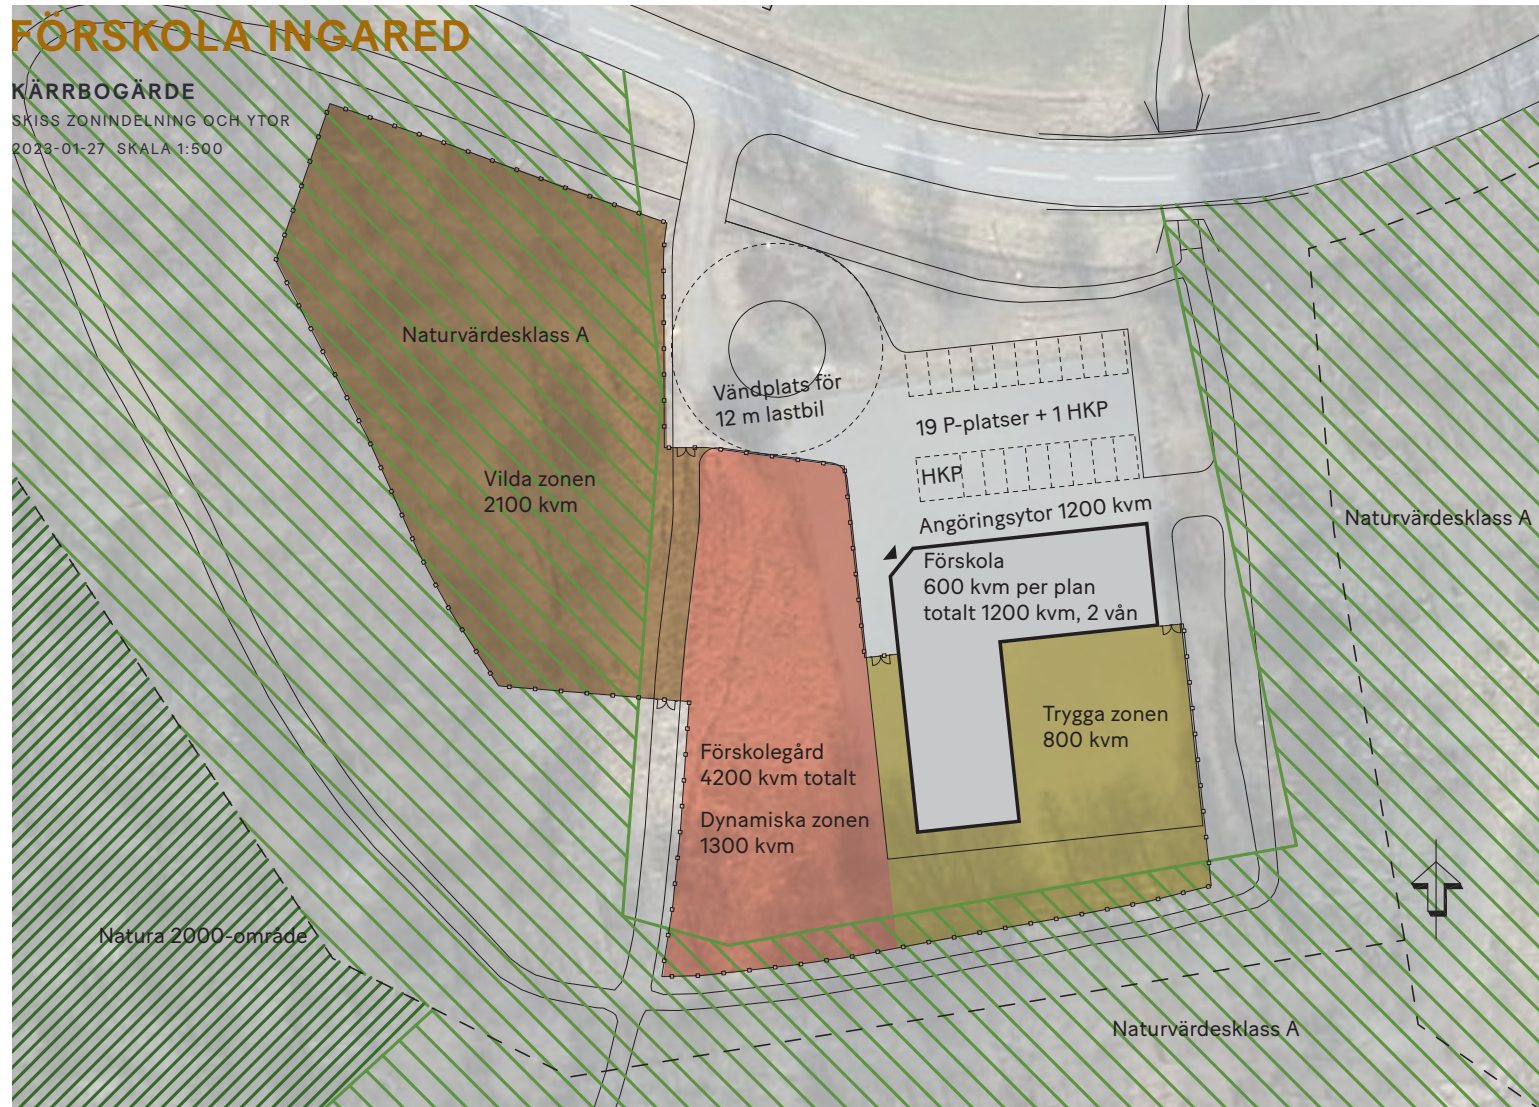 FÖRSKOLA INGARED
KÄRRBOGÄRDE
SKISS ZONINDELNING OCH YTOR
2023-01-27 SKALA 1:500
Naturvärdesklass A
Vändplats för
12 m lastbil
19 P-platser + 1 HKP
HKP
Vilda zonen
2100 kvm
Angöringsytor 1200 kvm
Naturvärdesklass A
Förskola
600 kvm per plan
totalt 1200 kvm, 2 vån
Trygga zonen
800 kvm
Förskolegård
4200 kvm totalt
Dynamiska zonen
1300 kvm
Natura 2000-område
Naturvärdesklass A